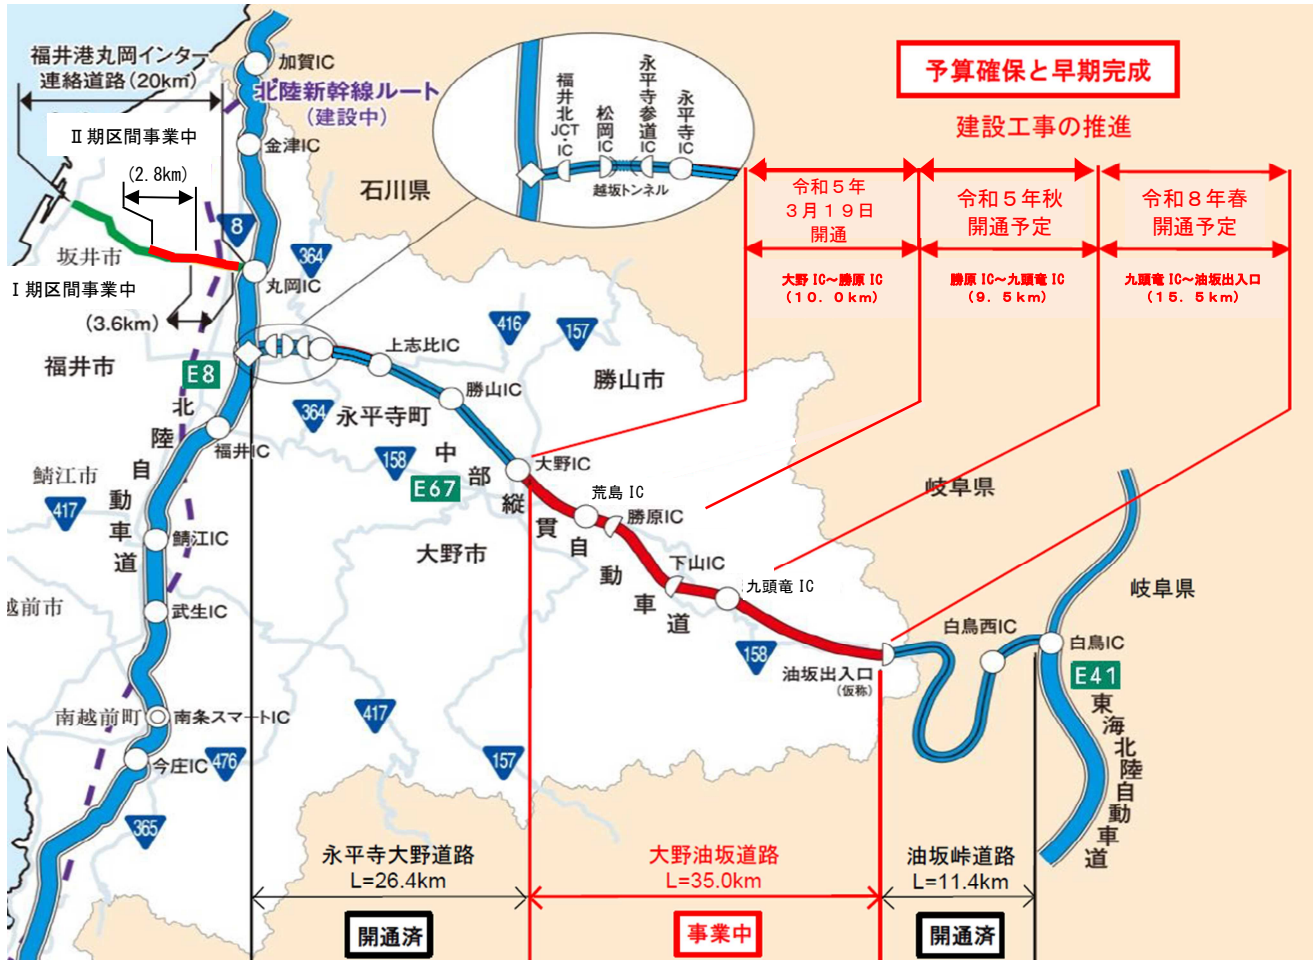 福井港丸岡インター
連絡道路(20km)
Ⅱ期区間事業中
(2.8km)
坂井市
Ⅰ期区間事業中
(3.6km)
加賀IC
北陸新幹線ルート
(建設中)
金津IC
石川県
8
364
丸岡IC
福井北JCT・IC
松岡IC
永平寺参道IC
永平寺IC
越坂トンネル
予算確保と早期完成
建設工事の推進
令和5年
3月19日
開通
令和5年秋
開通予定
令和8年春
開通予定
大野IC～勝原IC
(10.0km)
勝原IC～九頭竜IC
(9.5km)
九頭竜IC～油坂出入口
(15.5km)
416
157
福井市
E8
上志比IC
勝山IC
勝山市
364
永平寺町
158
E67
福井IC
北陸自動車道
鯖江市
417
鯖江IC
武生IC
越前市
大野IC
中部縦貫自動車道
大野市
荒島IC
勝原IC
下山IC
九頭竜IC
158
油坂出入口
(仮称)
岐阜県
岐阜県
白鳥西IC
白鳥IC
E41
東海北陸自動車道
南越前町
南条スマートIC
今庄IC
476
417
157
365
永平寺大野道路
L=26.4km
開通済
大野油坂道路
L=35.0km
事業中
油坂峠道路
L=11.4km
開通済